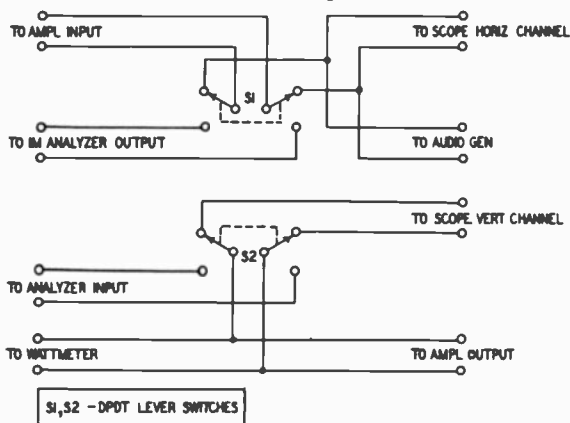 TO AMPL INPUT
TO SCOPE HORIZ CHANNEL
S1
TO IM ANALYZER OUTPUT
TO AUDIO GEN
TO SCOPE VERT CHANNEL
S2
TO ANALYZER INPUT
TO WATTMETER
TO AMPL OUTPUT
S1,S2 - DPDT LEVER SWITCHES